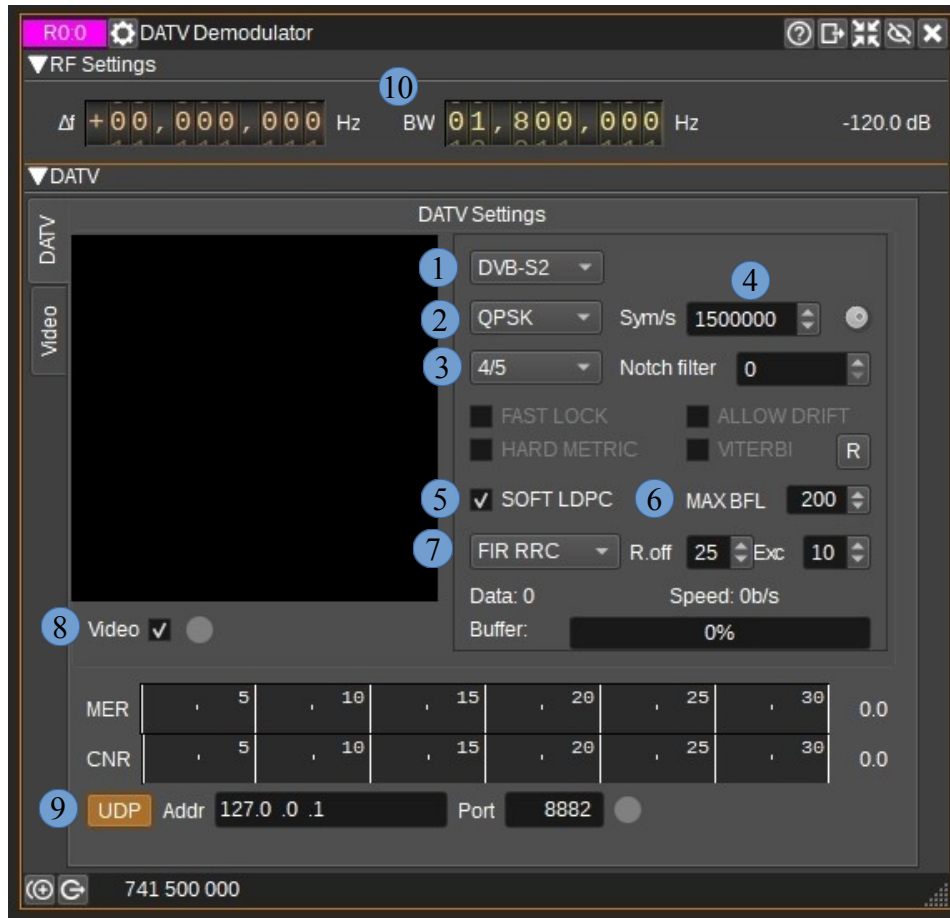 R0:0 DATV Demodulator
RF Settings
10
Δf +00,000,000 Hz BW 01,800,000 Hz -120.0 dB
DATV
DATV
Video
DATV Settings
1 DVB-S2
4
2 QPSK Sym/s 1500000
3 4/5 Notch filter 0
FAST LOCK ALLOW DRIFT
HARD METRIC VITERBI R
5 SOFT LDPC 6 MAX BFL 200
7 FIR RRC R.off 25 Exc 10
Data: 0 Speed: 0b/s
8 Video Buffer: 0%
MER 5 10 15 20 25 30 0.0
CNR 5 10 15 20 25 30 0.0
9 UDP Addr 127.0 .0 .1 Port 8882
741 500 000